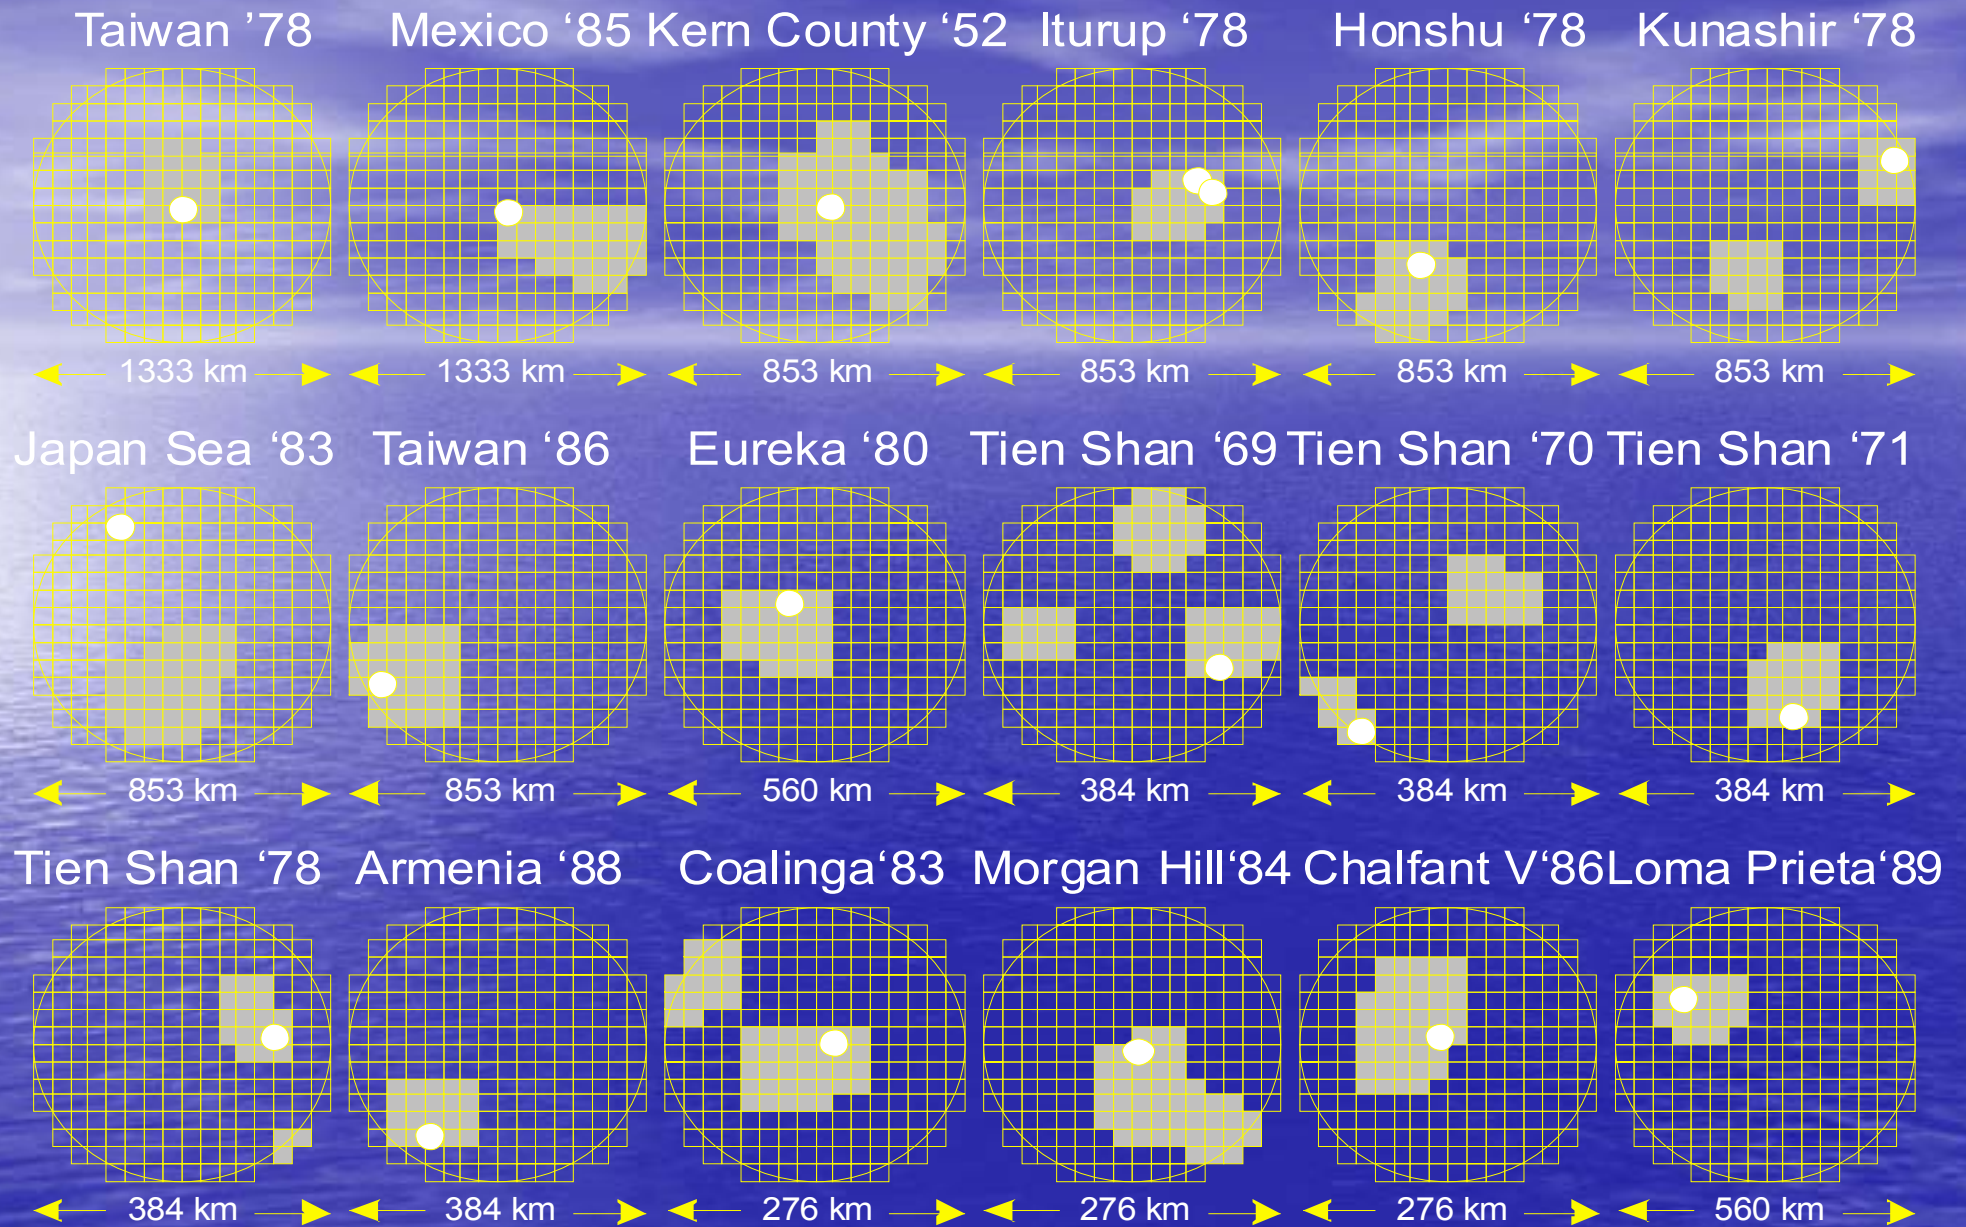 Taiwan ’78 Mexico ‘85 Kern County ‘52 Iturup ‘78 Honshu ‘78 Kunashir ‘78
1333 km 1333 km 853 km 853 km 853 km 853 km
Japan Sea ‘83 Taiwan ‘86 Eureka ‘80 Tien Shan ‘69 Tien Shan ‘70 Tien Shan ‘71
853 km 853 km 560 km 384 km 384 km 384 km
Tien Shan ‘78 Armenia ‘88 Coalinga‘83 Morgan Hill‘84 Chalfant V‘86 Loma Prieta‘89
384 km 384 km 276 km 276 km 276 km 560 km